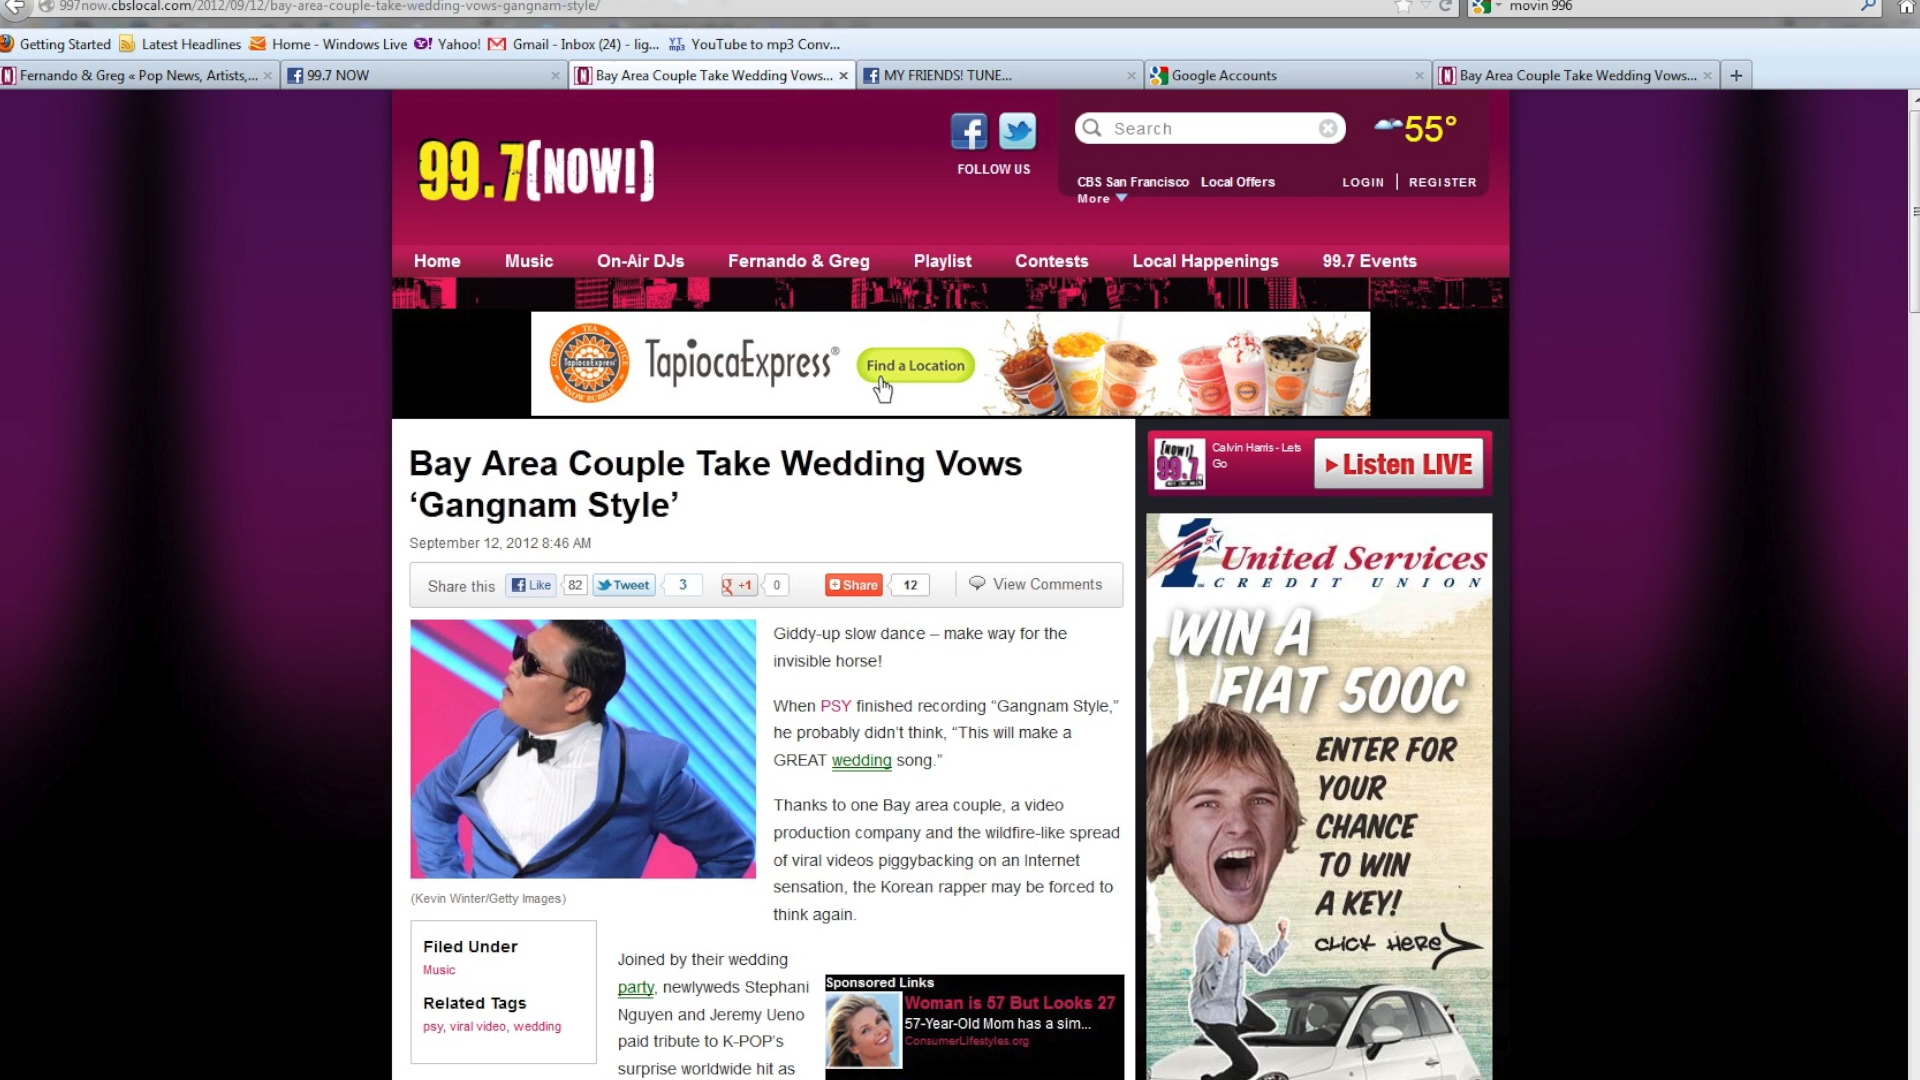 997now.cbslocal.com/2012/09/12/bay-area-couple-take-wedding-vows-gangnam-style/
movin 996
Getting Started
Latest Headlines
Home - Windows Live
Yahoo!
Gmail - Inbox (24) - lig...
YouTube to mp3 Conv...
Fernando & Greg « Pop News, Artists,...
99.7 NOW
Bay Area Couple Take Wedding Vows...
MY FRIENDS! TUNE...
Google Accounts
Bay Area Couple Take Wedding Vows...
99.7[NOW!]
FOLLOW US
Search
55°
CBS San Francisco
Local Offers
More
LOGIN
REGISTER
Home
Music
On-Air DJs
Fernando & Greg
Playlist
Contests
Local Happenings
99.7 Events
TapiocaExpress®
Find a Location
Bay Area Couple Take Wedding Vows
‘Gangnam Style’
September 12, 2012 8:46 AM
Share this
Like
82
Tweet
3
+1
0
Share
12
View Comments
Giddy-up slow dance – make way for the
invisible horse!
When PSY finished recording “Gangnam Style,”
he probably didn’t think, “This will make a
GREAT wedding song.”
Thanks to one Bay area couple, a video
production company and the wildfire-like spread
of viral videos piggybacking on an Internet
sensation, the Korean rapper may be forced to
think again.
(Kevin Winter/Getty Images)
Filed Under
Music
Related Tags
psy, viral video, wedding
Joined by their wedding
party, newlyweds Stephani
Nguyen and Jeremy Ueno
paid tribute to K-POP’s
surprise worldwide hit as
Sponsored Links
Woman is 57 But Looks 27
57-Year-Old Mom has a sim...
ConsumerLifestyles.org
[NOW!]
99.7
Calvin Harris - Lets
Go
Listen LIVE
1ST United Services
CREDIT UNION
WIN A
FIAT 500C
ENTER FOR
YOUR
CHANCE
TO WIN
A KEY!
CLICK HERE